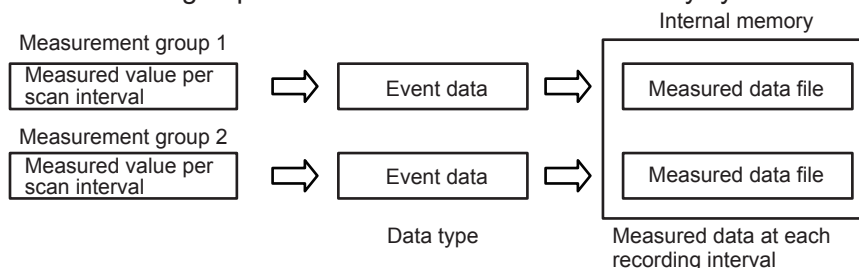 Internal memory
Measurement group 1
Measured value per
scan interval
Event data
Measured data file
Measurement group 2
Measured value per
scan interval
Event data
Measured data file
Data type
Measured data at each
recording interval